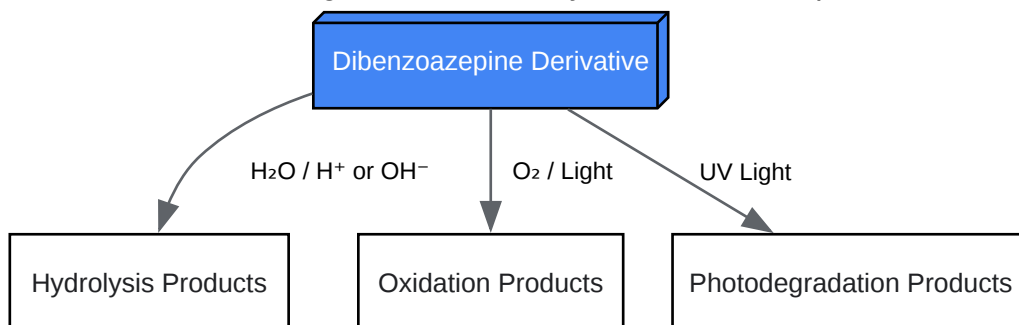 Dibenzoazepine Derivative
H₂O / H⁺ or OH⁻
O₂ / Light
UV Light
Hydrolysis Products
Oxidation Products
Photodegradation Products